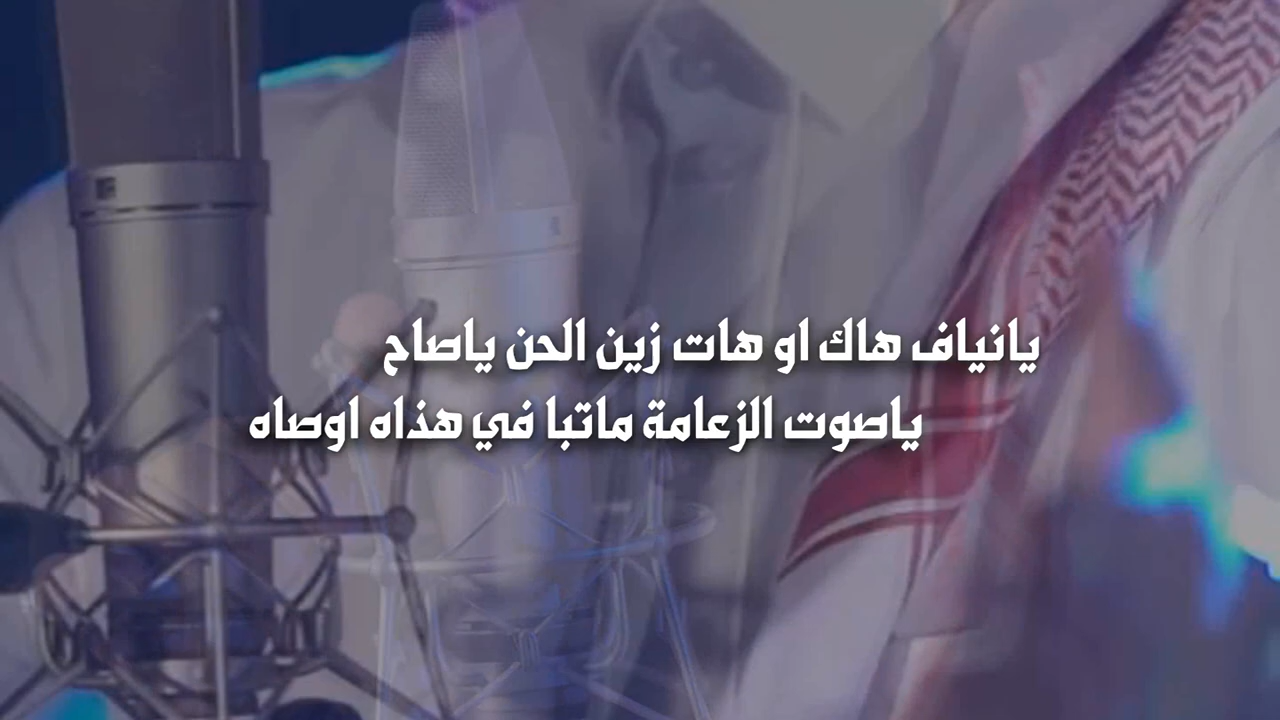 يانياف هاك او هات زين الحن ياصاح
ياصوت الزعامة ماتبا في هذاه اوصاه